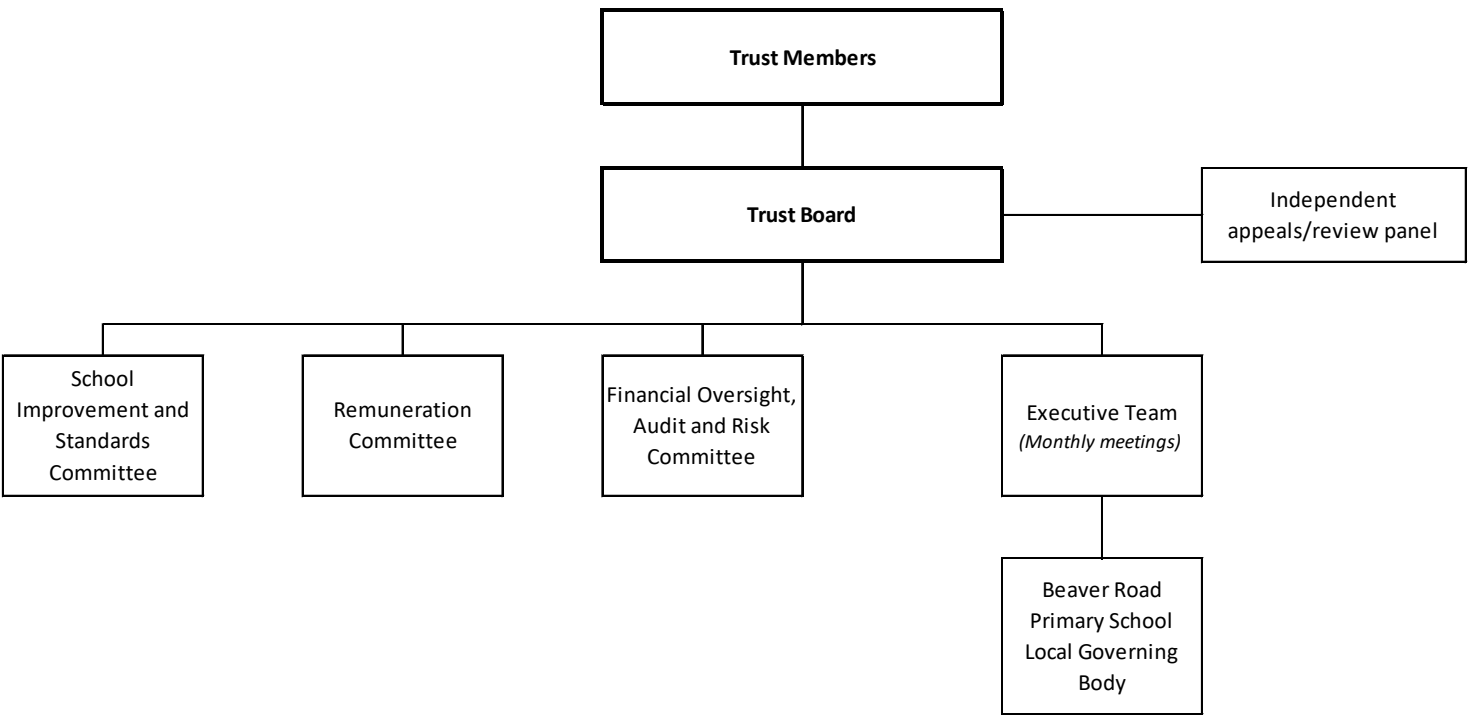 Trust Members
Trust Board
Independent
appeals/review panel
School
Improvement and
Standards
Committee
Remuneration
Committee
Financial Oversight,
Audit and Risk
Committee
Executive Team
(Monthly meetings)
Beaver Road
Primary School
Local Governing
Body